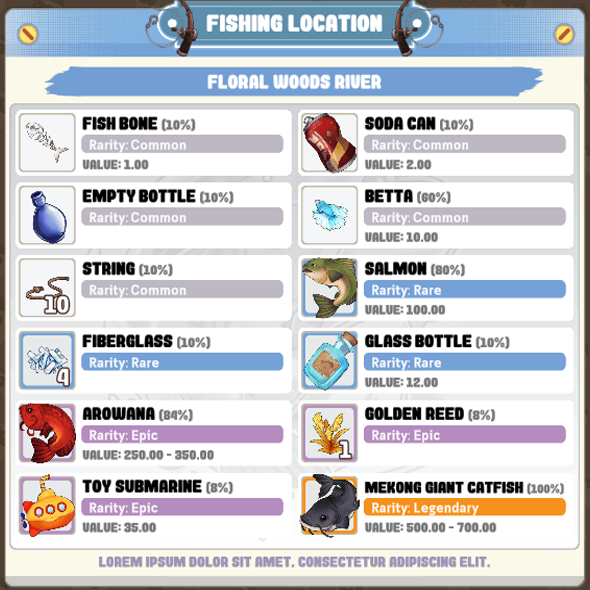 FISHING LOCATION
FLORAL WOODS RIVER
FISH BONE (10%)
Rarity: Common
VALUE: 1.00
SODA CAN (10%)
Rarity: Common
VALUE: 2.00
EMPTY BOTTLE (10%)
Rarity: Common
BETTA (60%)
Rarity: Common
VALUE: 10.00
STRING (10%)
Rarity: Common
10
SALMON (80%)
Rarity: Rare
VALUE: 100.00
FIBERGLASS (10%)
Rarity: Rare
4
GLASS BOTTLE (10%)
Rarity: Rare
VALUE: 12.00
AROWANA (84%)
Rarity: Epic
VALUE: 250.00 - 350.00
GOLDEN REED (8%)
Rarity: Epic
1
TOY SUBMARINE (8%)
Rarity: Epic
VALUE: 35.00
MEKONG GIANT CATFISH (100%)
Rarity: Legendary
VALUE: 500.00 - 700.00
LOREM IPSUM DOLOR SIT AMET, CONSECTETUR ADIPISCING ELIT.